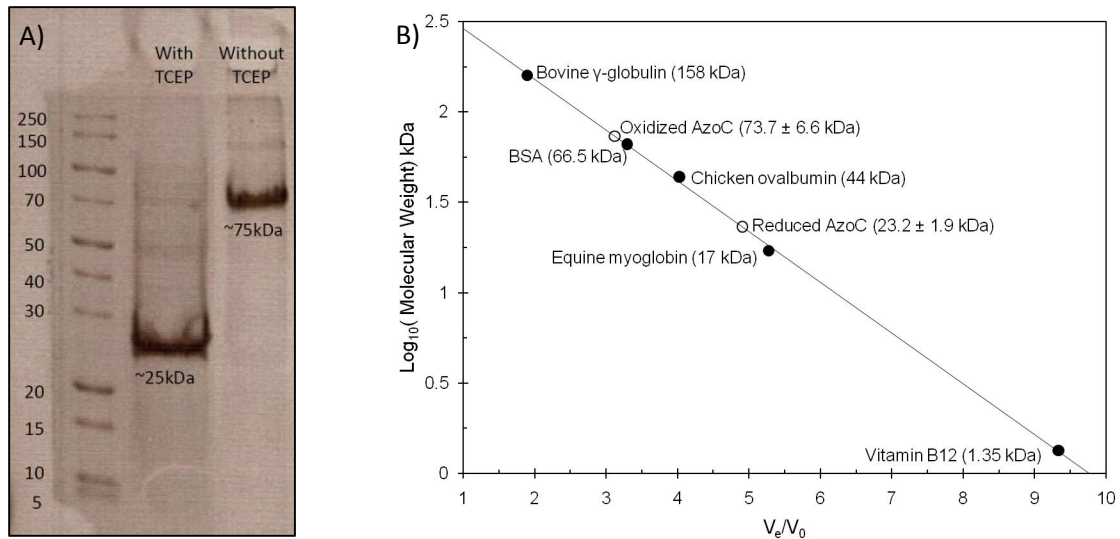 A)
With
TCEP
Without
TCEP
250
150
100
70
50
40
30
20
15
10
5
~75kDa
~25kDa
B)
Log10( Molecular Weight) kDa
2.5
2
1.5
1
0.5
0
Bovine γ-globulin (158 kDa)
Oxidized AzoC (73.7 ± 6.6 kDa)
BSA (66.5 kDa)
Chicken ovalbumin (44 kDa)
Reduced AzoC (23.2 ± 1.9 kDa)
Equine myoglobin (17 kDa)
Vitamin B12 (1.35 kDa)
1 2 3 4 5 6 7 8 9 10
Ve/V0